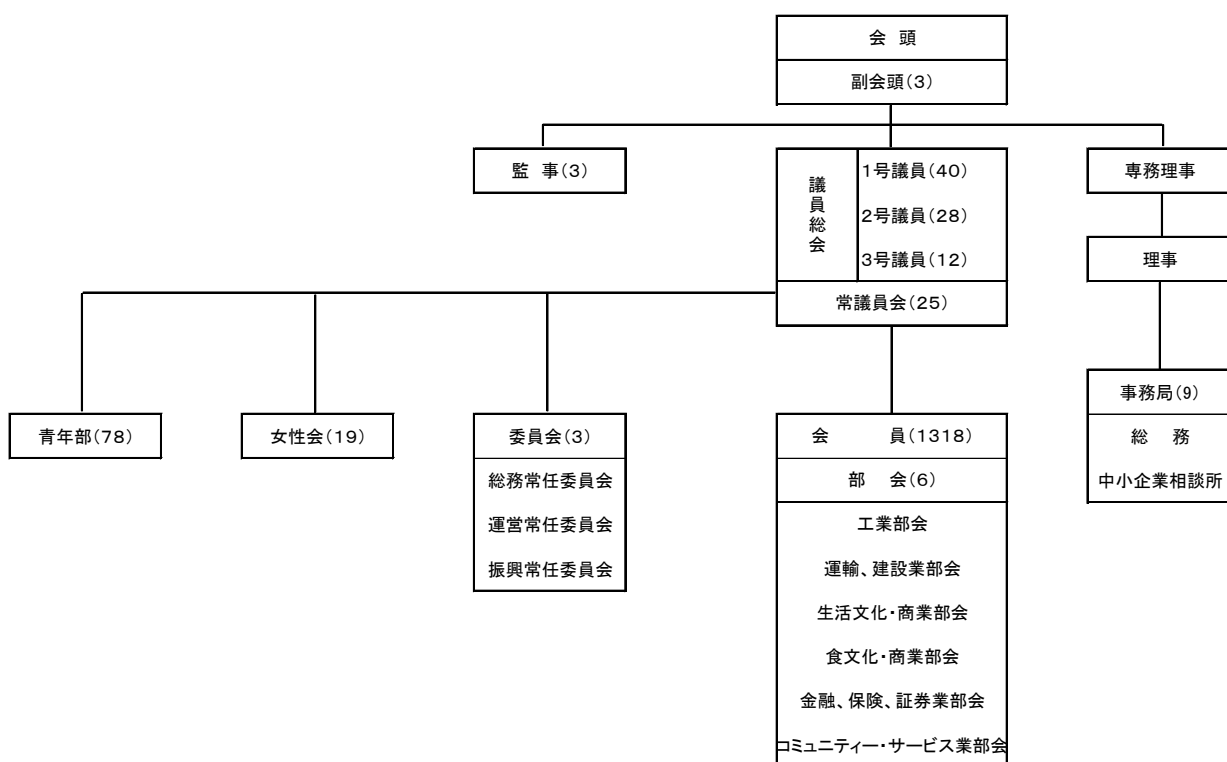 会 頭
副会頭(3)
監 事(3)
議員総会
1号議員(40)
2号議員(28)
3号議員(12)
常議員会(25)
専務理事
理事
事務局(9)
総 務
中小企業相談所
青年部(78)
女性会(19)
委員会(3)
総務常任委員会
運営常任委員会
振興常任委員会
会 員(1318)
部 会(6)
工業部会
運輸、建設業部会
生活文化・商業部会
食文化・商業部会
金融、保険、証券業部会
コミュニティー・サービス業部会